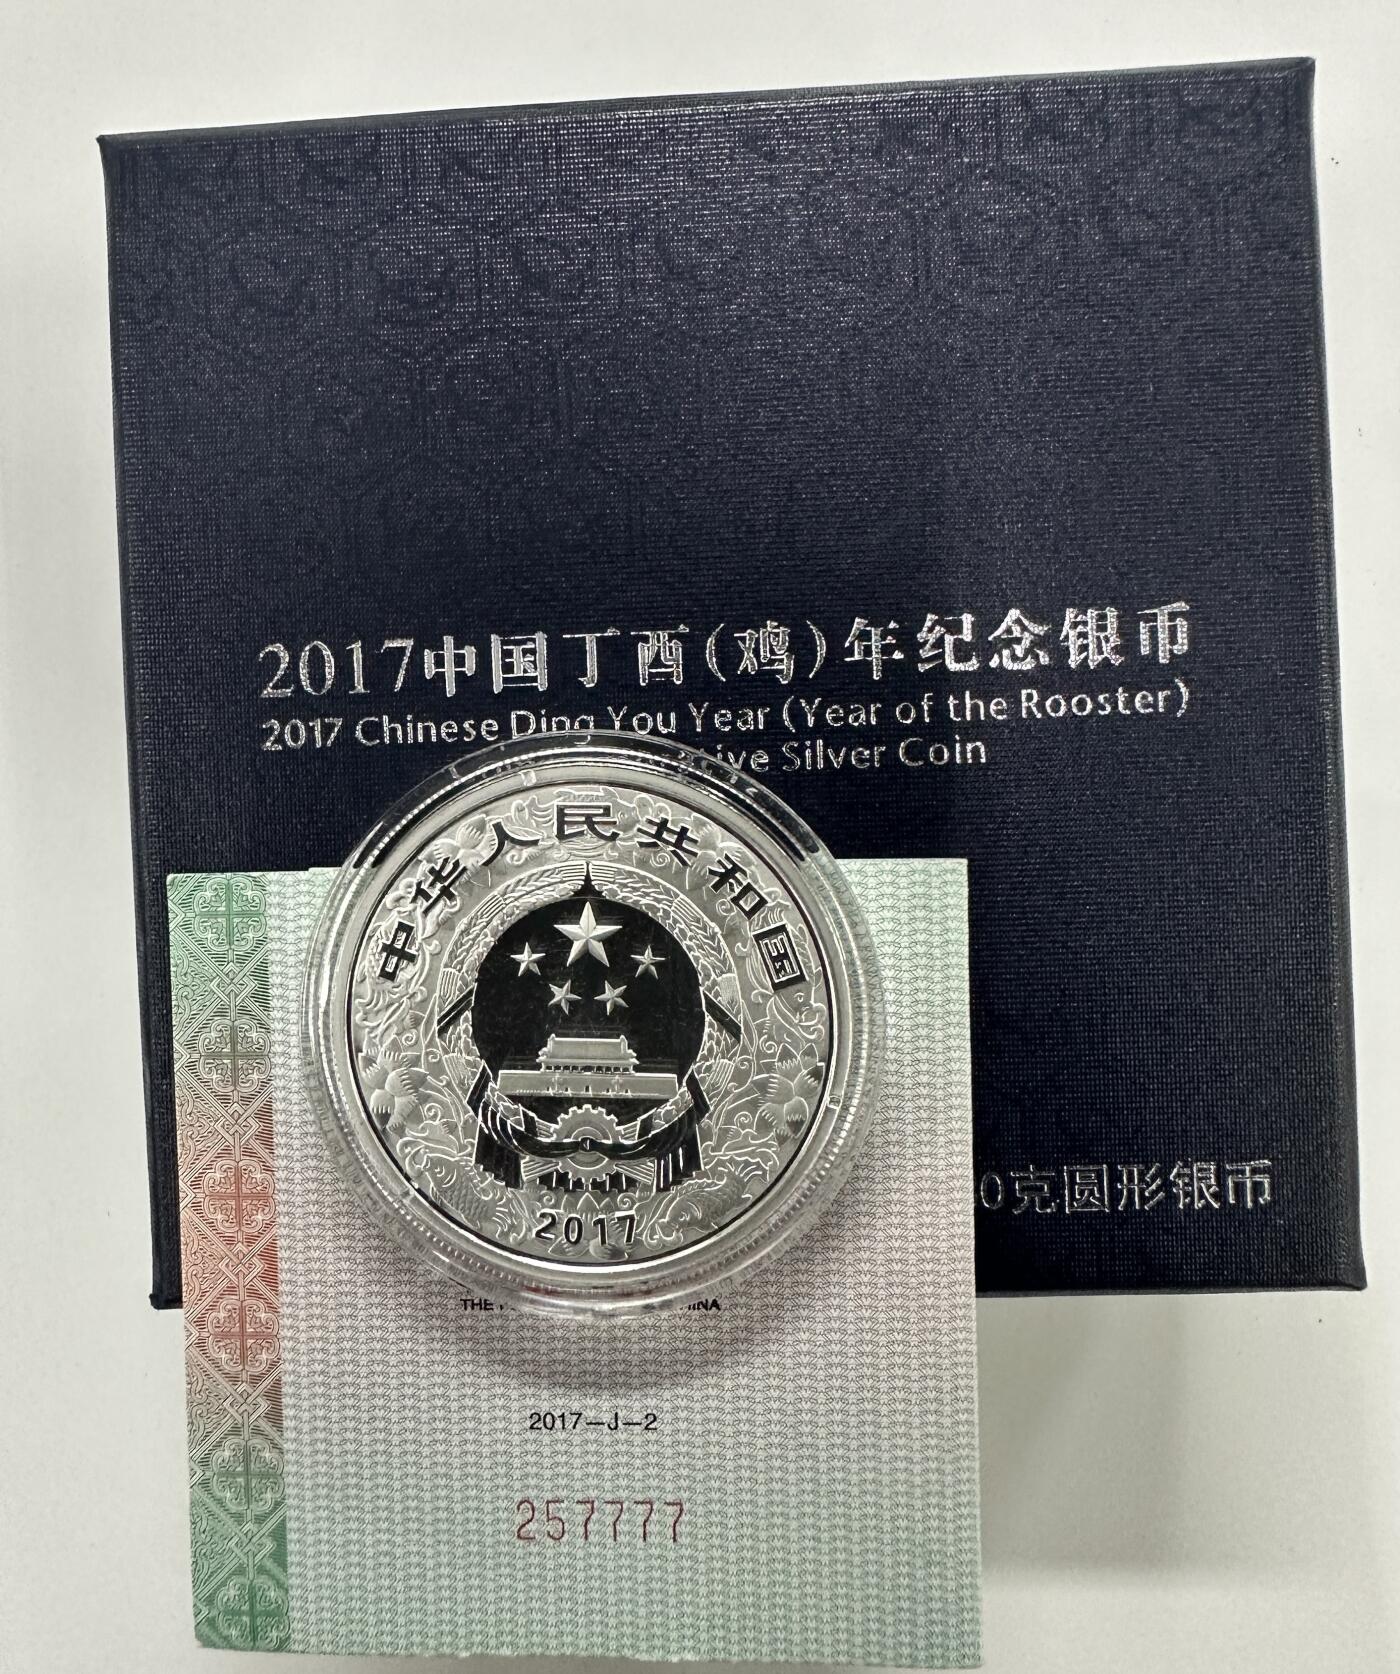 2017中国丁酉(鸡)年纪念银币
2017 Chinese Ding You Year (Year of the Rooster)
Silver Coin
中华人民共和国
2017
0克圆形银币
THE
2017—J—2
257777